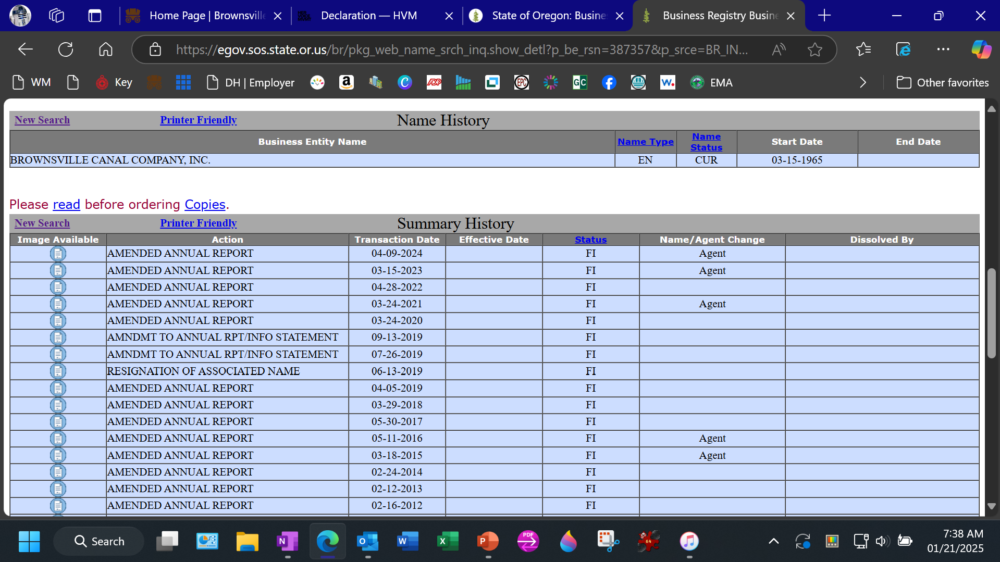 Home Page | Brownsville
Declaration — HVM
State of Oregon: Busine
Business Registry Busine
https://egov.sos.state.or.us/br/pkg_web_name_srch_inq.show_detl?p_be_rsn=387357&p_srce=BR_IN...
WM
Key
DH | Employer
EMA
Other favorites
New Search Printer Friendly Name History
Business Entity Name Name Type Name Status Start Date End Date
BROWNSVILLE CANAL COMPANY, INC. EN CUR 03-15-1965
Please read before ordering Copies.
New Search Printer Friendly Summary History
Image Available Action Transaction Date Effective Date Status Name/Agent Change Dissolved By
AMENDED ANNUAL REPORT 04-09-2024 FI Agent
AMENDED ANNUAL REPORT 03-15-2023 FI Agent
AMENDED ANNUAL REPORT 04-28-2022 FI
AMENDED ANNUAL REPORT 03-24-2021 FI Agent
AMENDED ANNUAL REPORT 03-24-2020 FI
AMNDMT TO ANNUAL RPT/INFO STATEMENT 09-13-2019 FI
AMNDMT TO ANNUAL RPT/INFO STATEMENT 07-26-2019 FI
RESIGNATION OF ASSOCIATED NAME 06-13-2019 FI
AMENDED ANNUAL REPORT 04-05-2019 FI
AMENDED ANNUAL REPORT 03-29-2018 FI
AMENDED ANNUAL REPORT 05-30-2017 FI
AMENDED ANNUAL REPORT 05-11-2016 FI Agent
AMENDED ANNUAL REPORT 03-18-2015 FI Agent
AMENDED ANNUAL REPORT 02-24-2014 FI
AMENDED ANNUAL REPORT 02-12-2013 FI
AMENDED ANNUAL REPORT 02-16-2012 FI
Search
7:38 AM
01/21/2025